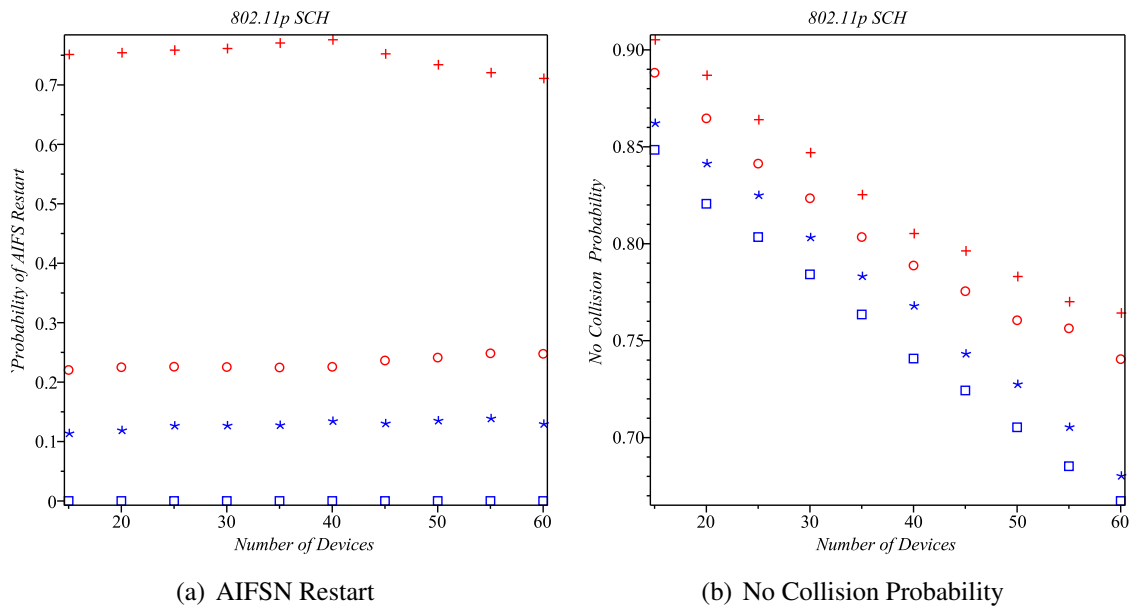 802.11p SCH
`Probability of AIFS Restart
0.7
0.6
0.5
0.4
0.3
0.2
0.1
0
20 30 40 50 60
Number of Devices
(a) AIFSN Restart
802.11p SCH
No Collision Probability
0.90
0.85
0.80
0.75
0.70
20 30 40 50 60
Number of Devices
(b) No Collision Probability